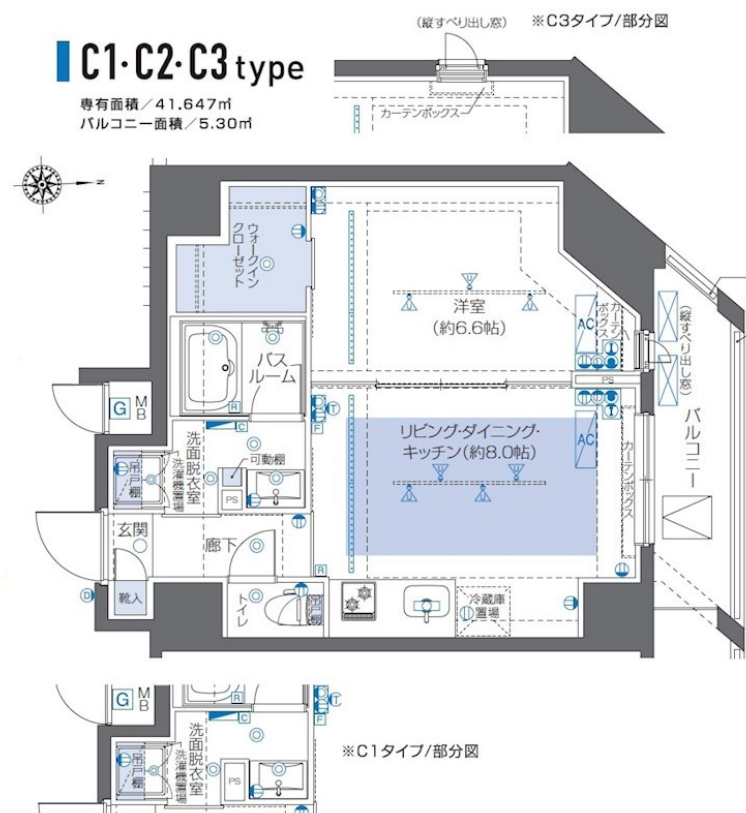 (縦すべり出し窓)
※C3タイプ/部分図
C1･C2･C3 type
専有面積／41.647㎡
バルコニー面積／5.30㎡
カーテンボックス
N
ウォークイン
クローゼット
洋室
(約6.6帖)
AC
カーテン
ボックス
(縦すべり出し窓)
バス
ルーム
R
PS
G
MB
C
F
T
リビング・ダイニング・
キッチン(約8.0帖)
AC
カーテンボックス
バルコニー
洗面脱衣室
洗濯機置場
吊戸棚
可動棚
PS
玄関
廊下
R
D
靴入
トイレ
吊戸棚
冷蔵庫
置場
G
MB
R
T
C
F
※C1タイプ/部分図
洗面脱衣室
洗濯機置場
吊戸棚
PS